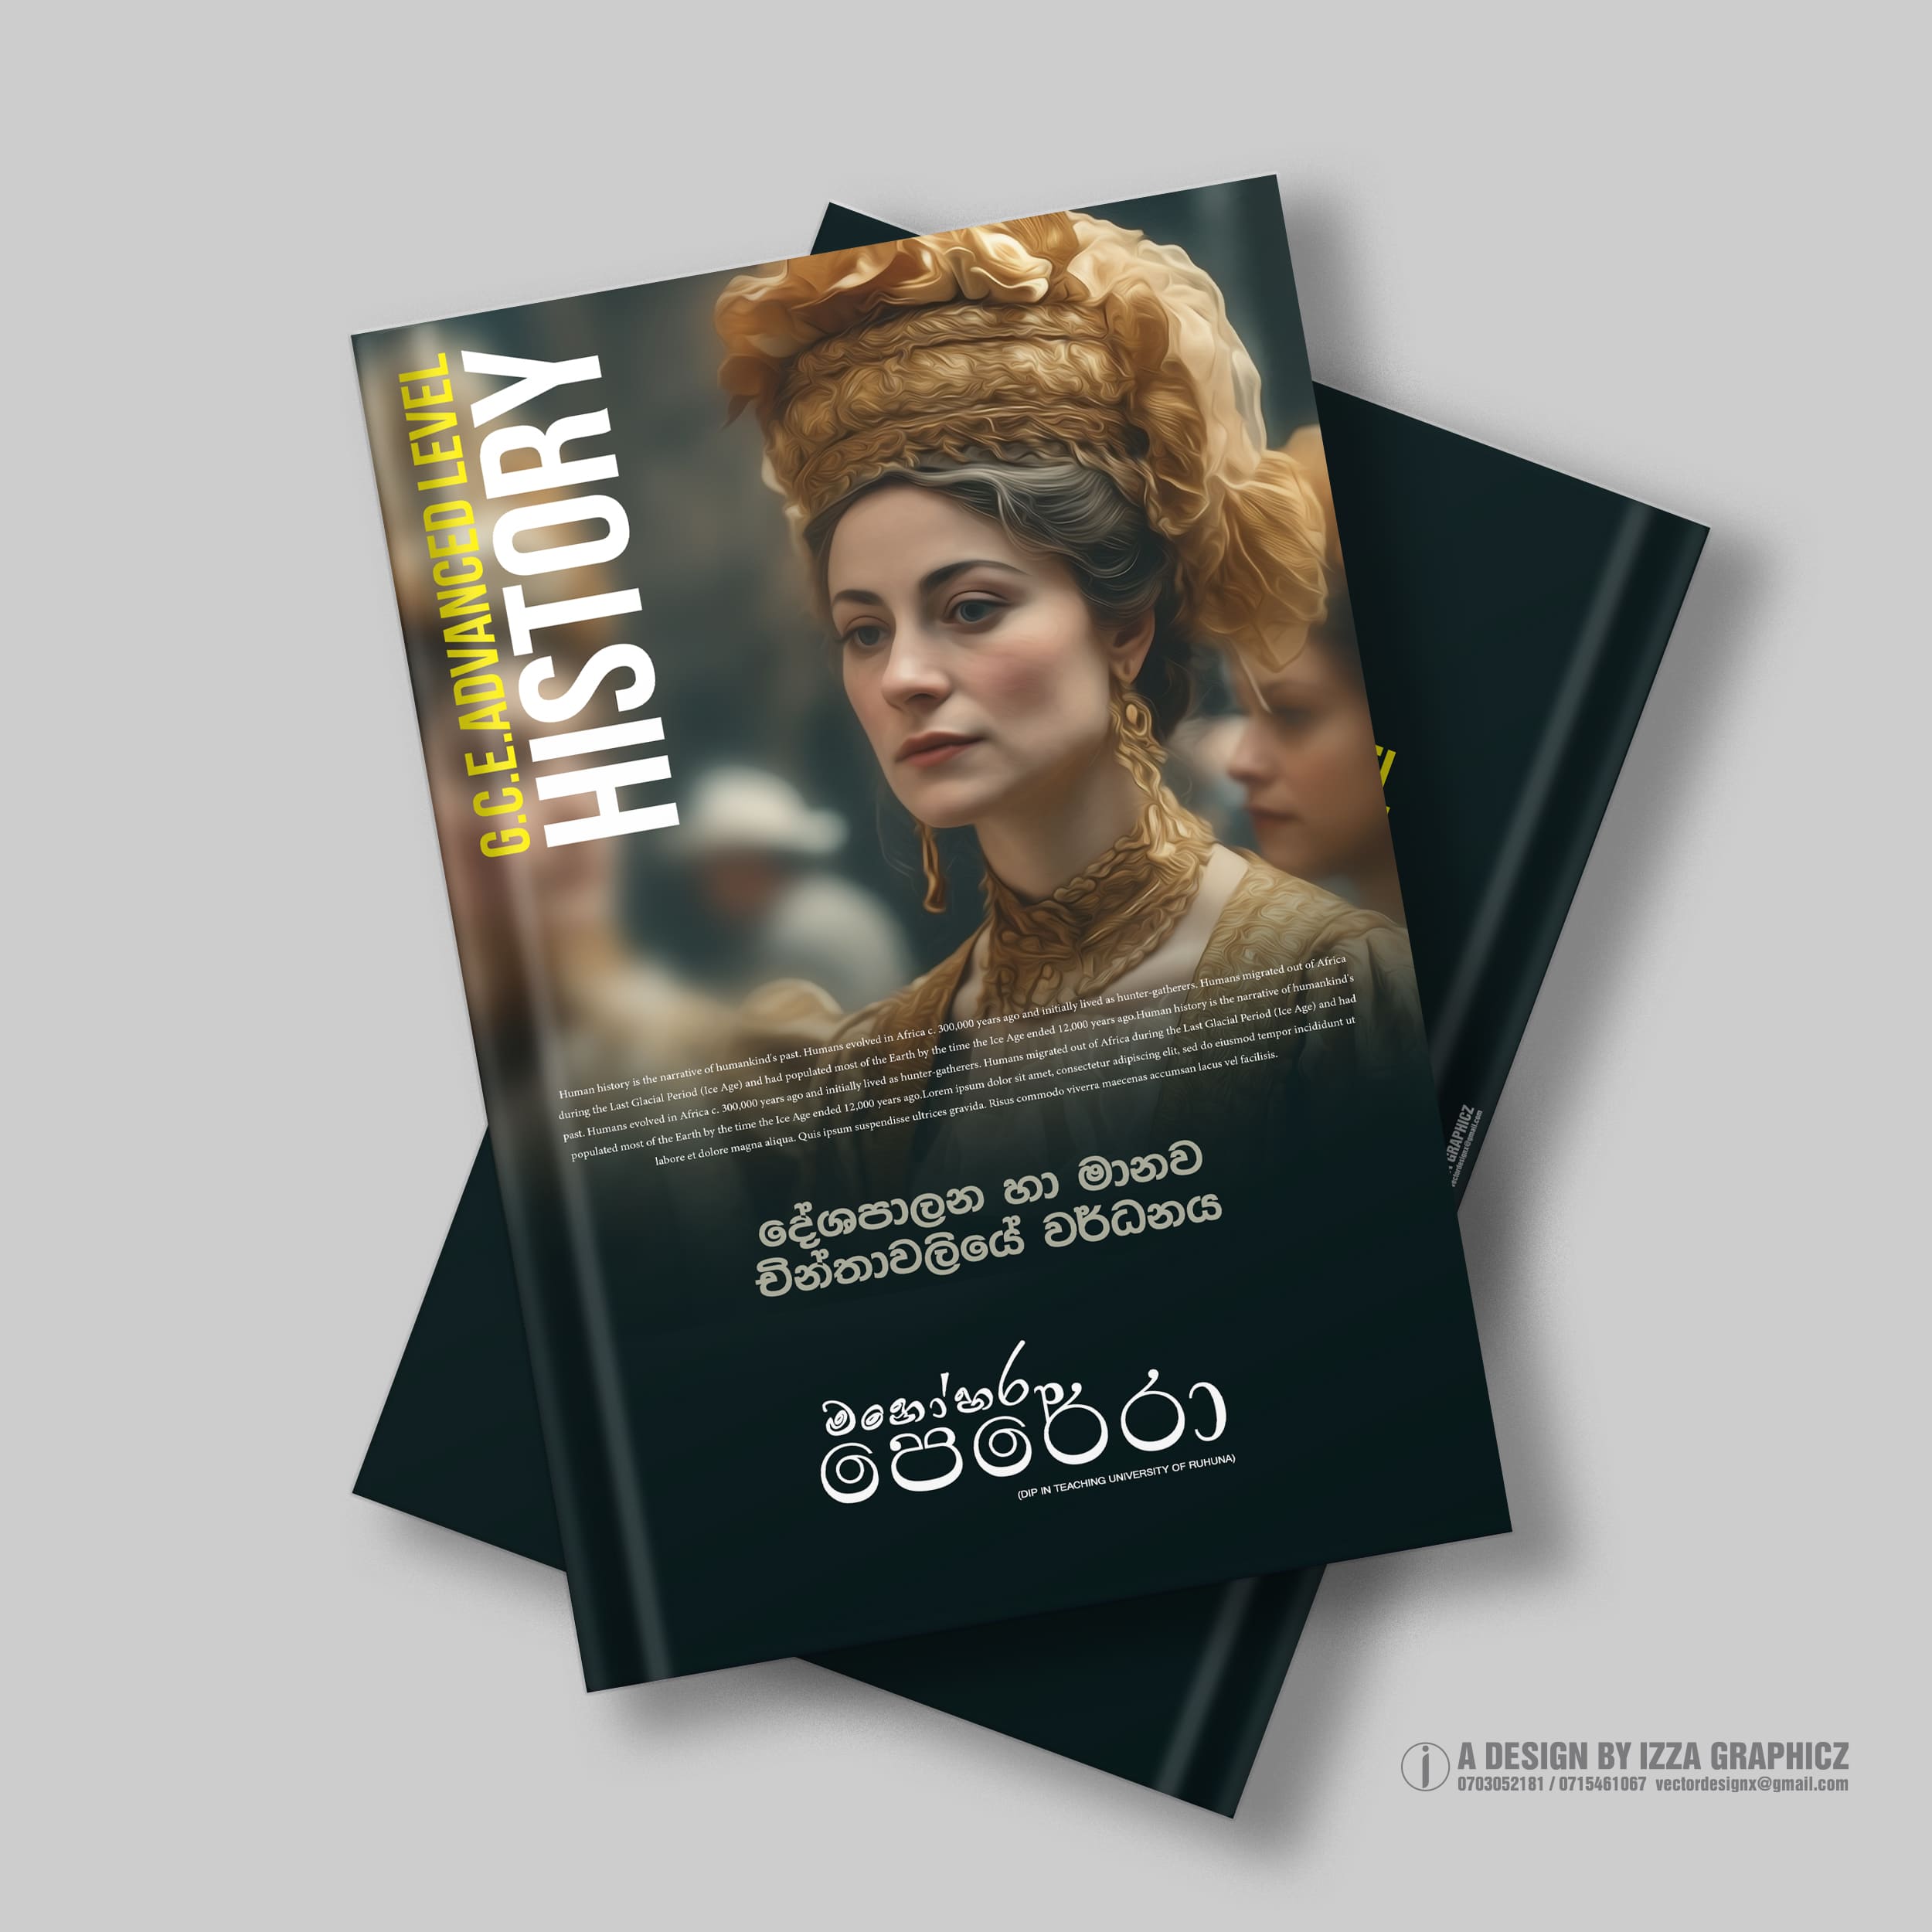 G.C.E.ADVANCED LEVEL
HISTORY
Human history is the narrative of humankind's past. Humans evolved in Africa c. 300,000 years ago and initially lived as hunter-gatherers. Humans migrated out of Africa
during the Last Glacial Period (Ice Age) and had populated most of the Earth by the time the Ice Age ended 12,000 years ago.Human history is the narrative of humankind's
past. Humans evolved in Africa c. 300,000 years ago and initially lived as hunter-gatherers. Humans migrated out of Africa during the Last Glacial Period (Ice Age) and had
populated most of the Earth by the time the Ice Age ended 12,000 years ago.Lorem ipsum dolor sit amet, consectetur adipiscing elit, sed do eiusmod tempor incididunt ut
labore et dolore magna aliqua. Quis ipsum suspendisse ultrices gravida. Risus commodo viverra maecenas accumsan lacus vel facilisis.
දේශපාලන හා මානව
චින්තාවලියේ වර්ධනය
මනෝහර
පෙරේරා
(DIP IN TEACHING UNIVERSITY OF RUHUNA)
GRAPHICZ
vectordesignx@gmail.com
A DESIGN BY IZZA GRAPHICZ
0703052181 / 0715461067 vectordesignx@gmail.com